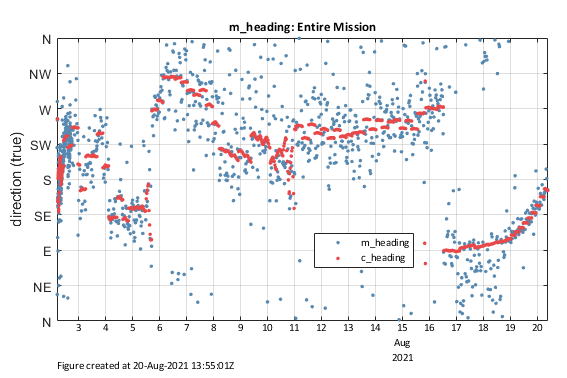 m_heading: Entire Mission
direction (true)
N
NW
W
SW
S
SE
E
NE
N
m_heading
c_heading
3 4 5 6 7 8 9 10 11 12 13 14 15 16 17 18 19 20
Aug
2021
Figure created at 20-Aug-2021 13:55:01Z